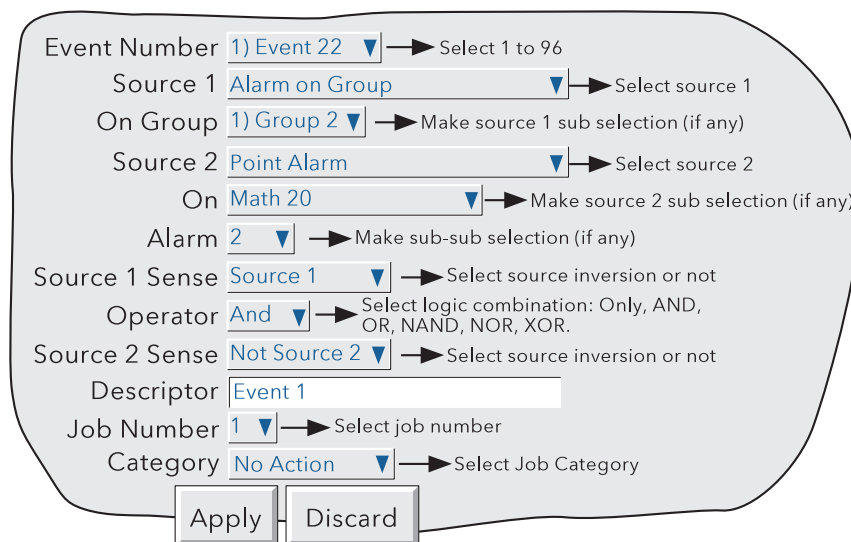 Event Number 1) Event 22 Select 1 to 96
Source 1 Alarm on Group Select source 1
On Group 1) Group 2 Make source 1 sub selection (if any)
Source 2 Point Alarm Select source 2
On Math 20 Make source 2 sub selection (if any)
Alarm 2 Make sub-sub selection (if any)
Source 1 Sense Source 1 Select source inversion or not
Operator And Select logic combination: Only, AND,
OR, NAND, NOR, XOR.
Source 2 Sense Not Source 2 Select source inversion or not
Descriptor Event 1
Job Number 1 Select job number
Category No Action Select Job Category
Apply Discard